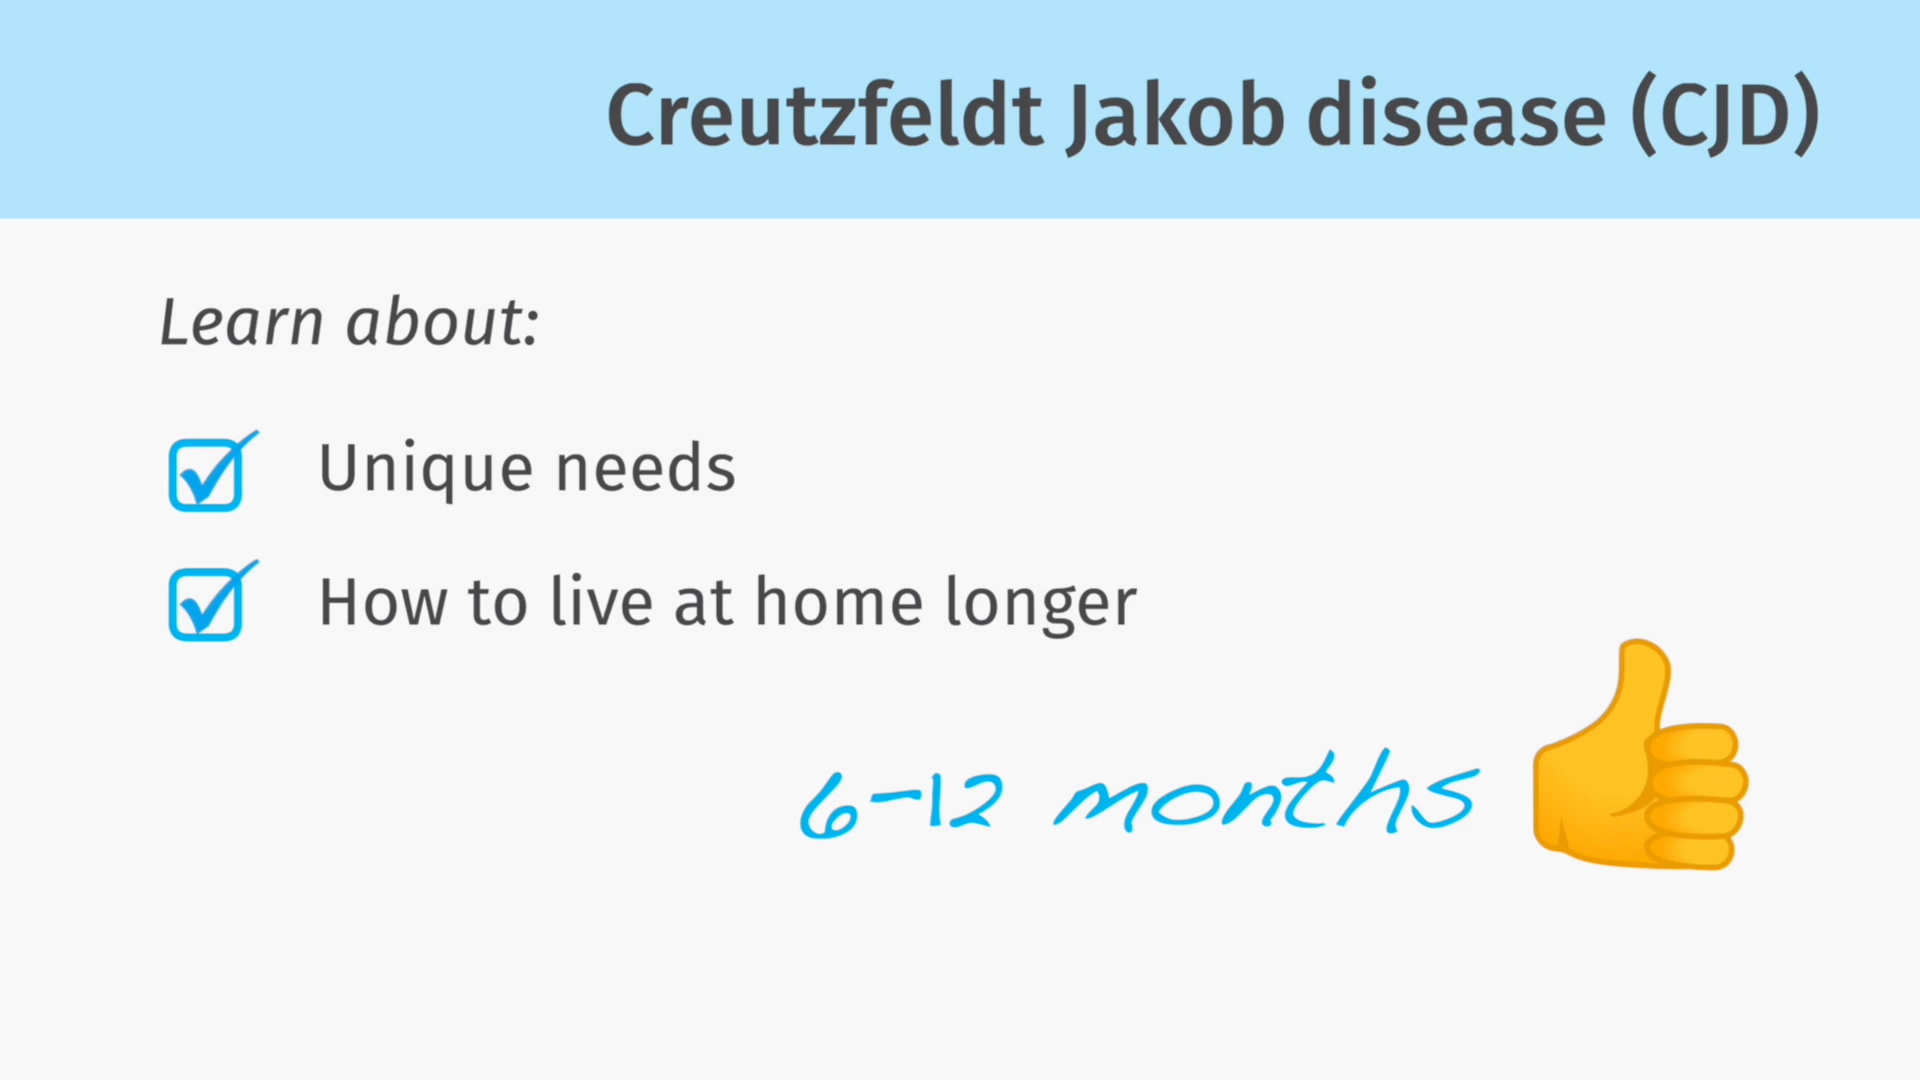 Creutzfeldt Jakob disease (CJD)
Learn about:
Unique needs
How to live at home longer
6-12 months